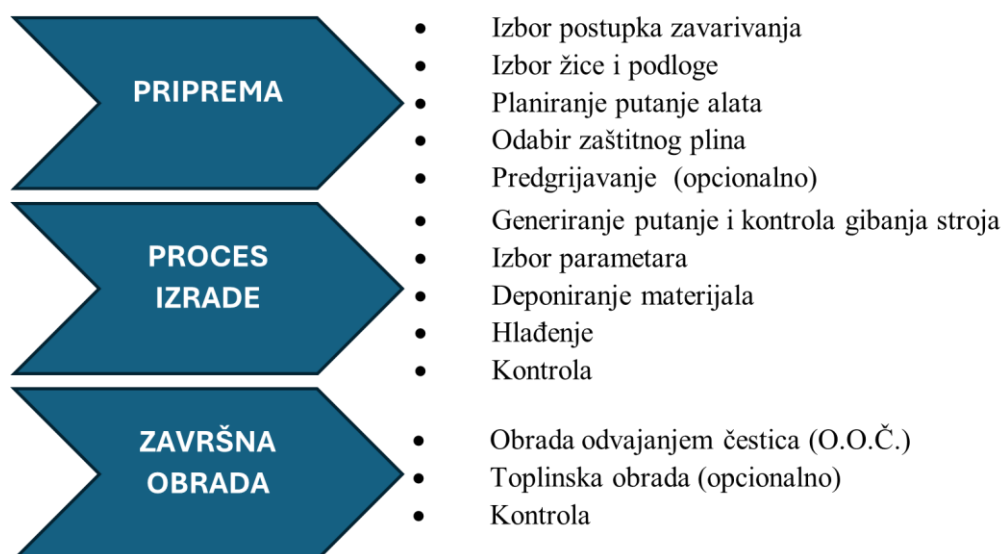 PRIPREMA
• Izbor postupka zavarivanja
• Izbor žice i podloge
• Planiranje putanje alata
• Odabir zaštitnog plina
• Predgrijavanje (opcionalno)
PROCES
IZRADE
• Generiranje putanje i kontrola gibanja stroja
• Izbor parametara
• Deponiranje materijala
• Hlađenje
• Kontrola
ZAVRŠNA
OBRADA
• Obrada odvajanjem čestica (O.O.Č.)
• Toplinska obrada (opcionalno)
• Kontrola